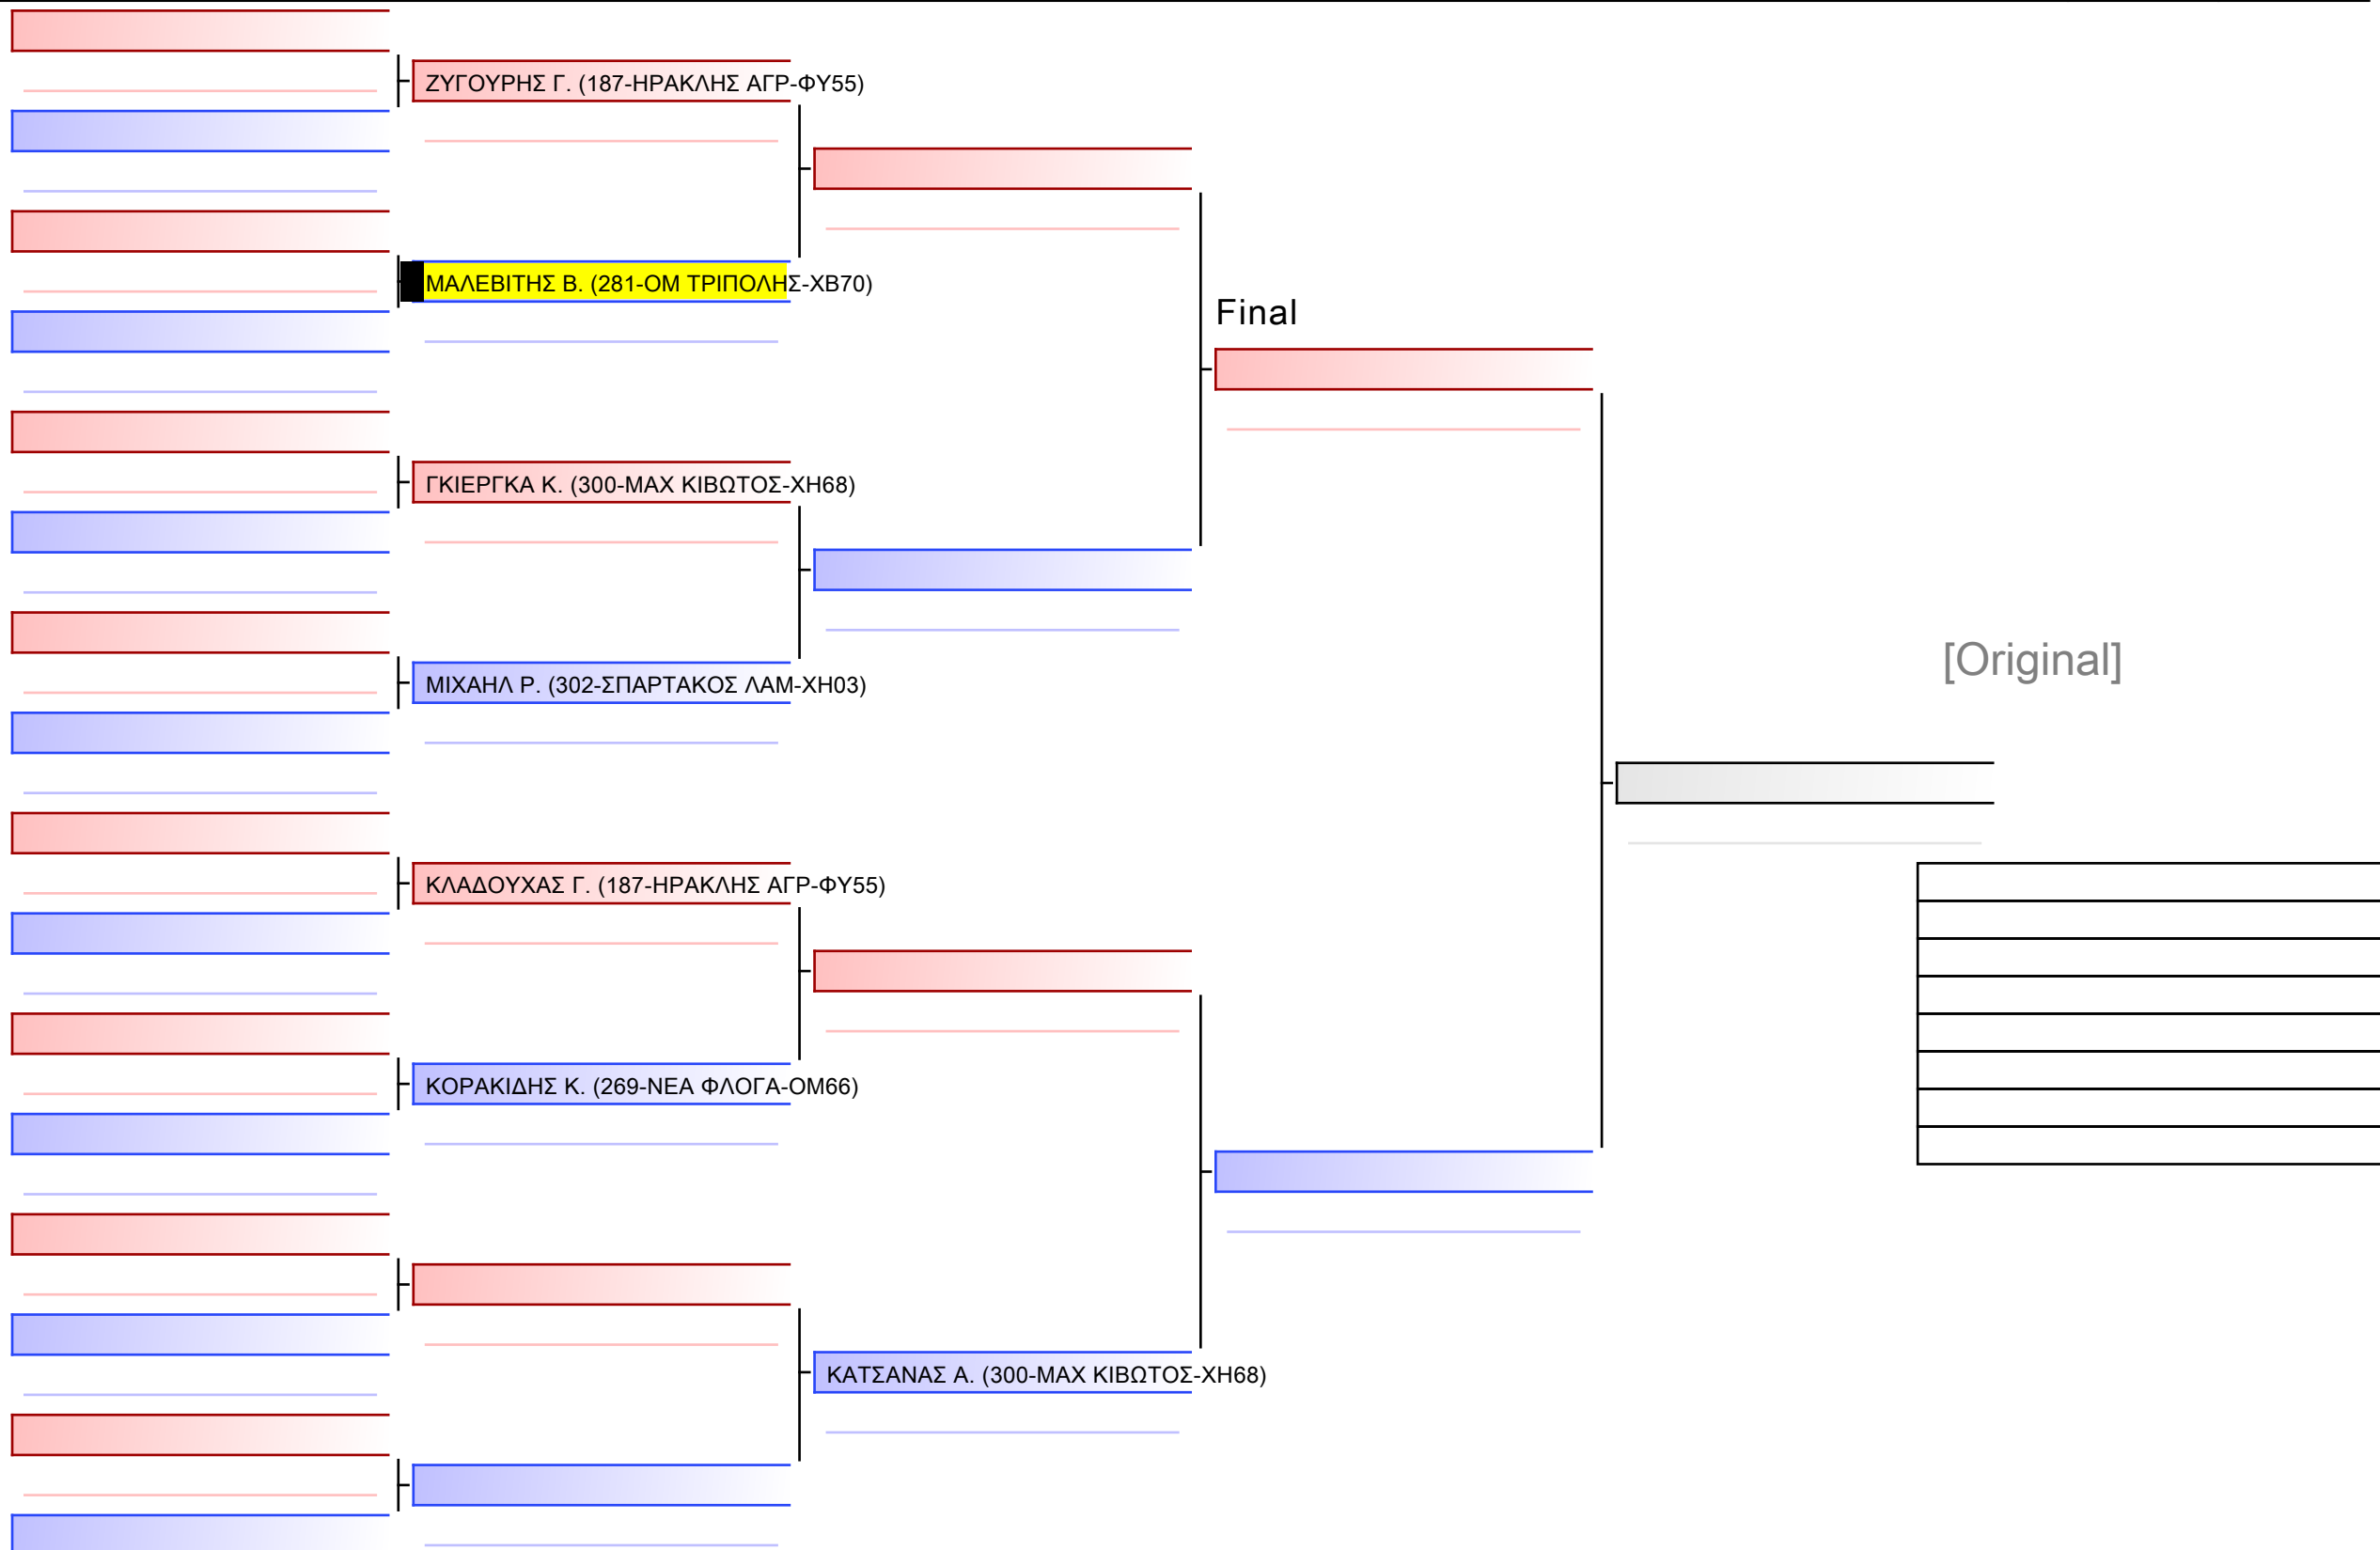 ΖΥΓΟΥΡΗΣ Γ. (187-ΗΡΑΚΛΗΣ ΑΓΡ-ΦΥ55)
ΜΑΛΕΒΙΤΗΣ Β. (281-ΟΜ ΤΡΙΠΟΛΗΣ-ΧΒ70)
Final
ΓΚΙΕΡΓΚΑ Κ. (300-ΜΑΧ ΚΙΒΩΤΟΣ-ΧΗ68)
[Original]
ΜΙΧΑΗΛ Ρ. (302-ΣΠΑΡΤΑΚΟΣ ΛΑΜ-ΧΗ03)
ΚΛΑΔΟΥΧΑΣ Γ. (187-ΗΡΑΚΛΗΣ ΑΓΡ-ΦΥ55)
ΚΟΡΑΚΙΔΗΣ Κ. (269-ΝΕΑ ΦΛΟΓΑ-ΟΜ66)
ΚΑΤΣΑΝΑΣ Α. (300-ΜΑΧ ΚΙΒΩΤΟΣ-ΧΗ68)